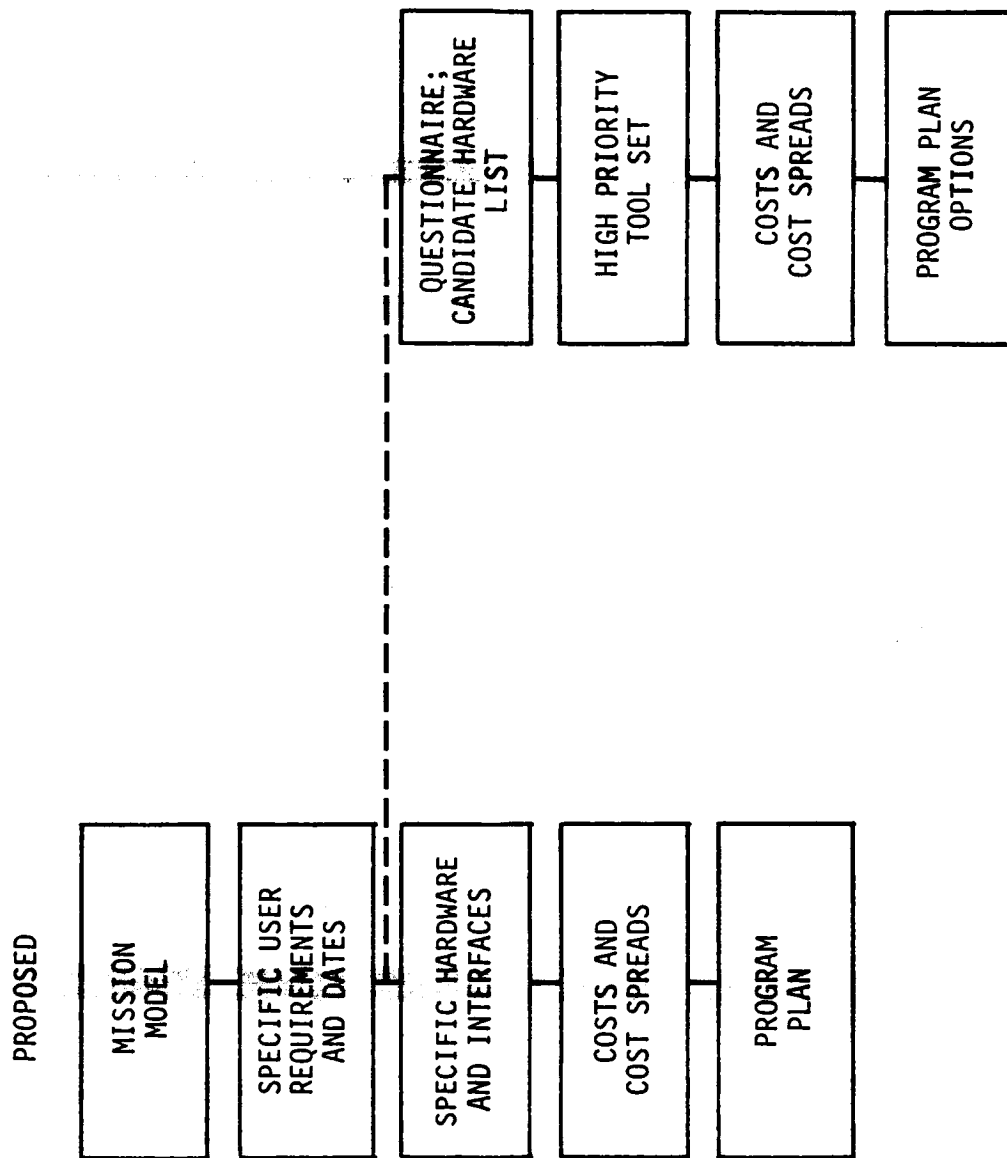 PROPOSED
MISSION
MODEL
SPECIFIC USER
REQUIREMENTS
AND DATES
SPECIFIC HARDWARE
AND INTERFACES
COSTS AND
COST SPREADS
PROGRAM
PLAN
QUESTIONNAIRE;
CANDIDATE HARDWARE
LIST
HIGH PRIORITY
TOOL SET
COSTS AND
COST SPREADS
PROGRAM PLAN
OPTIONS